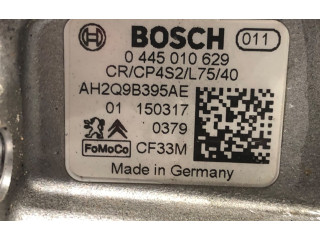 BOSCH 011
0 445 010 629
CR/CP4S2/L75/40
AH2Q9B395AE
01 150317
0379
FoMoCo CF33M
Made in Germany